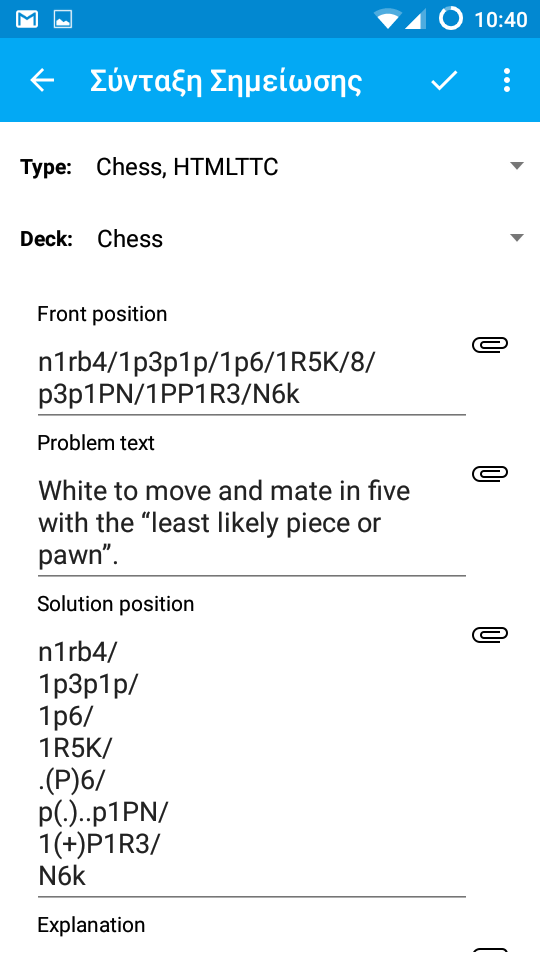 10:40
Σύνταξη Σημείωσης
Type: Chess, HTMLTTC
Deck: Chess
Front position
n1rb4/1p3p1p/1p6/1R5K/8/
p3p1PN/1PP1R3/N6k
Problem text
White to move and mate in five
with the “least likely piece or
pawn”.
Solution position
n1rb4/
1p3p1p/
1p6/
1R5K/
.(P)6/
p(.)..p1PN/
1(+)P1R3/
N6k
Explanation